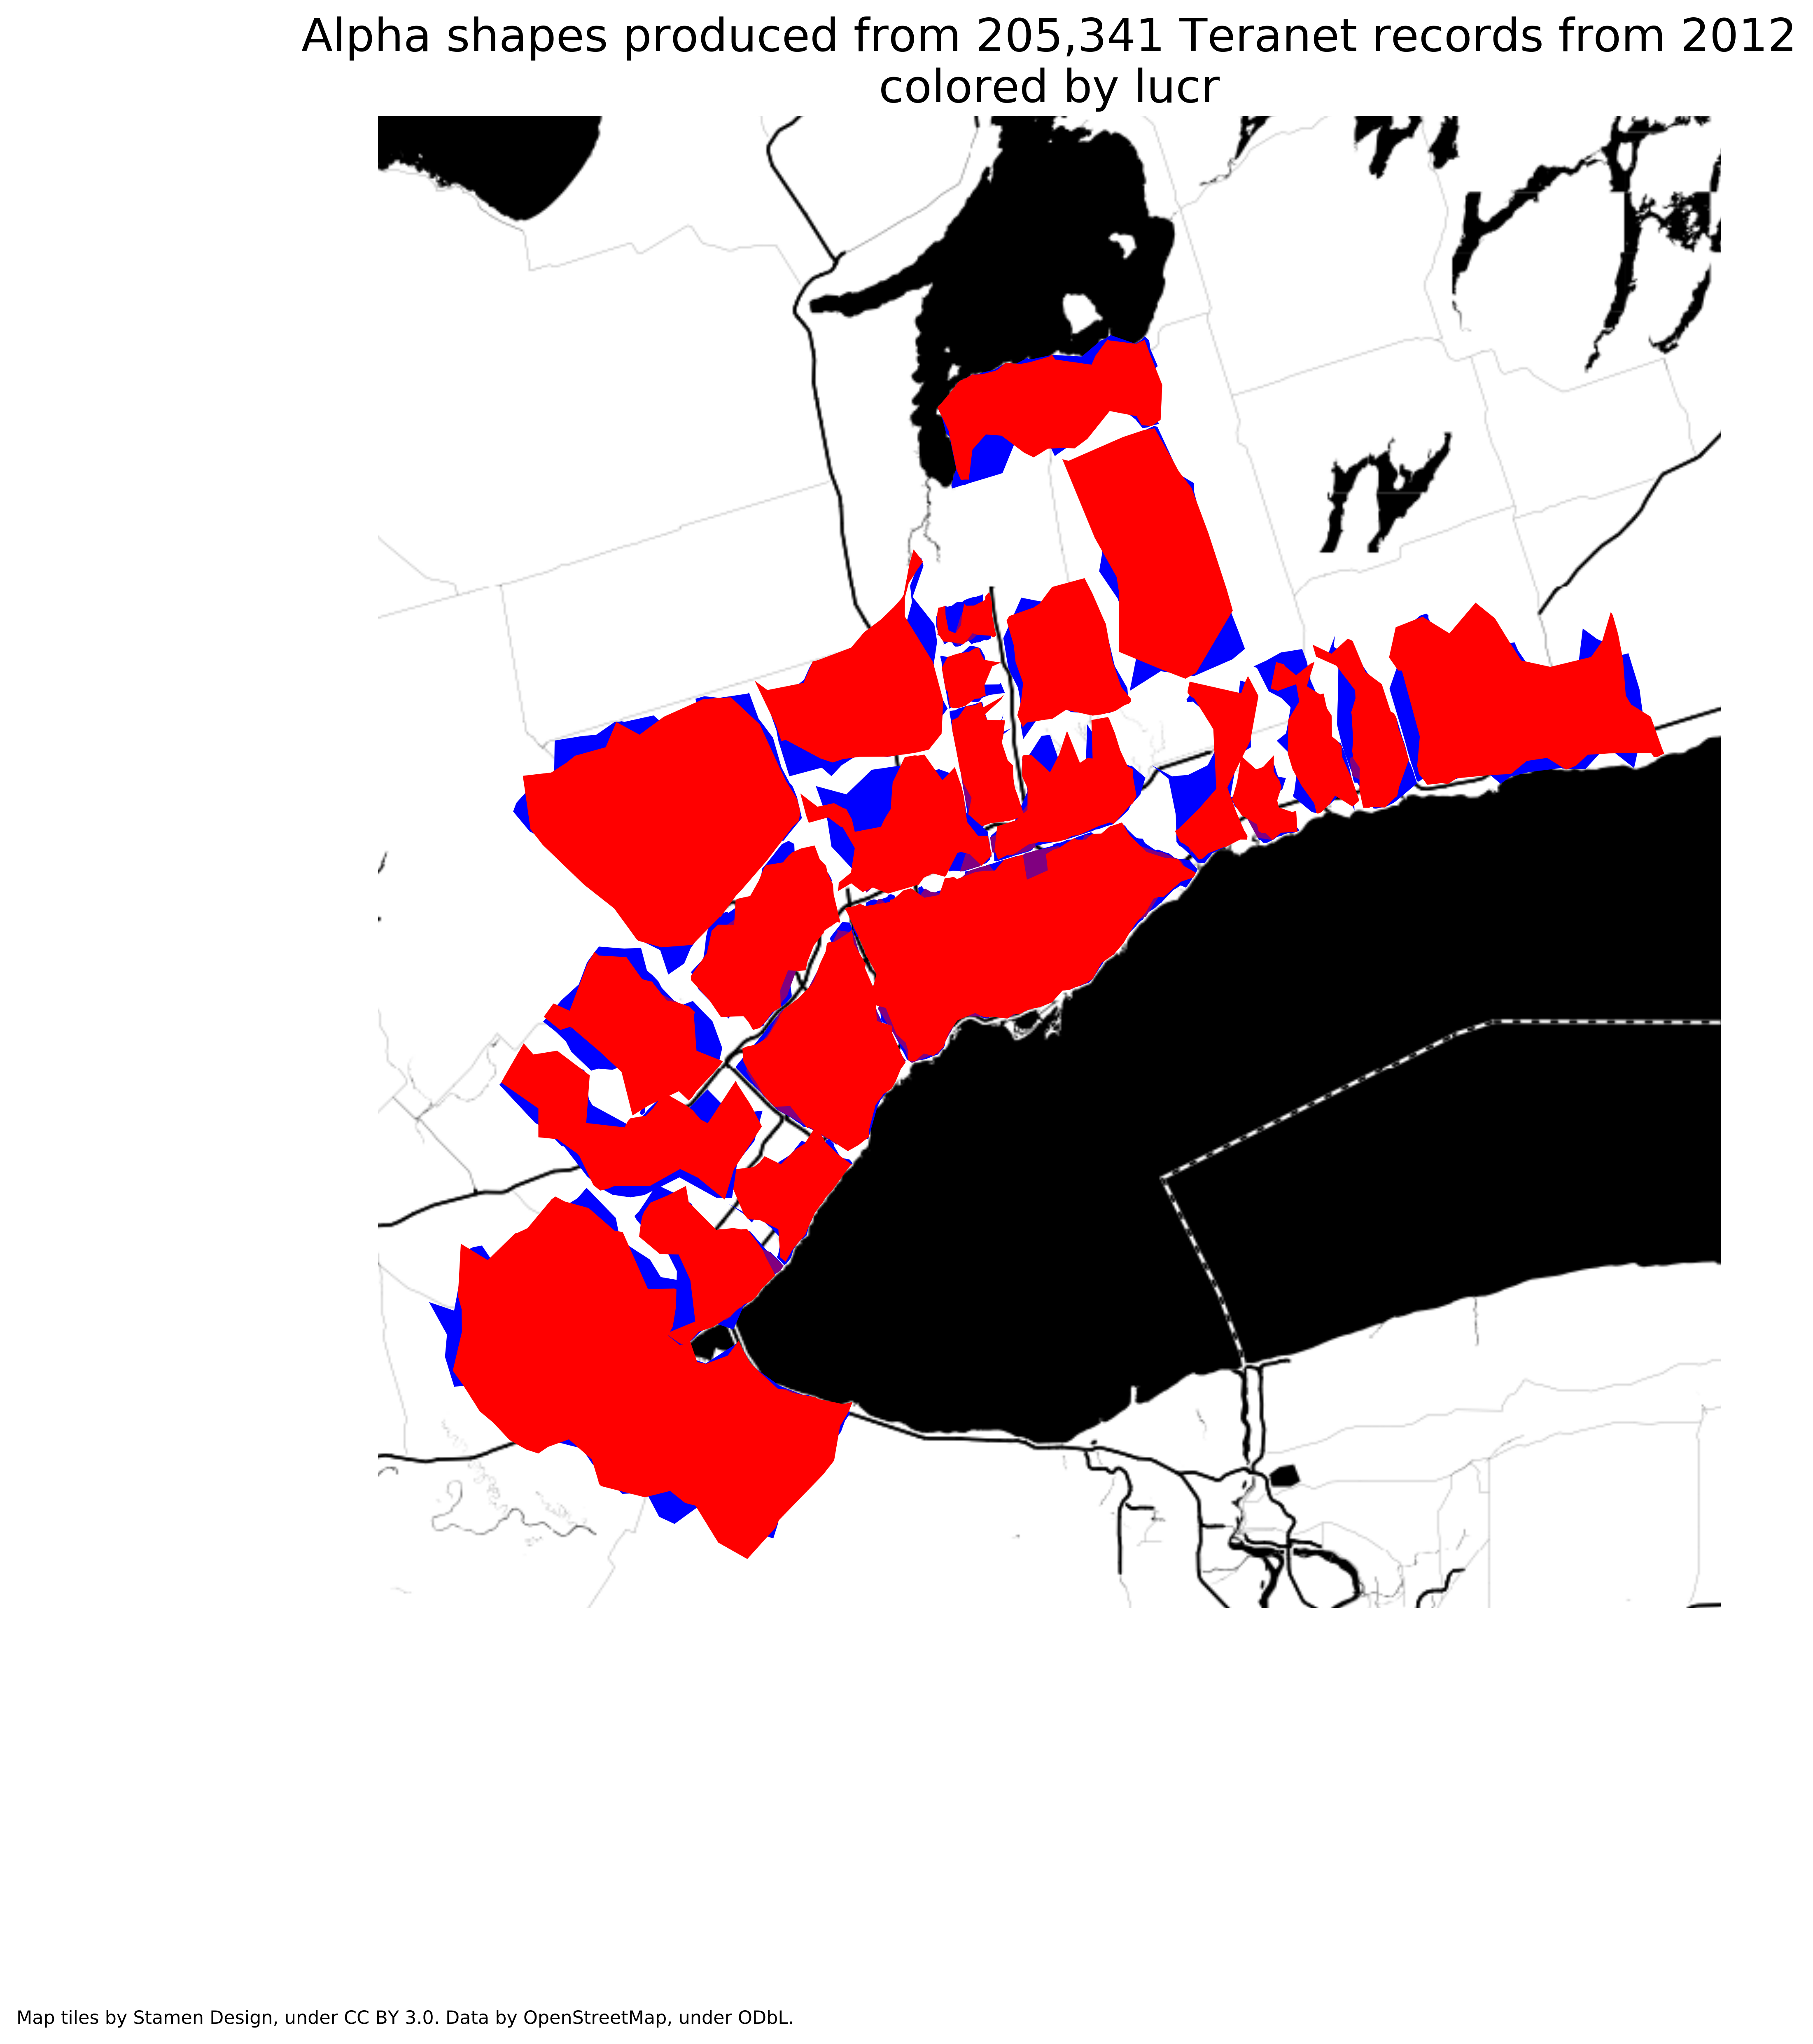 Alpha shapes produced from 205,341 Teranet records from 2012
colored by lucr
Map tiles by Stamen Design, under CC BY 3.0. Data by OpenStreetMap, under ODbL.